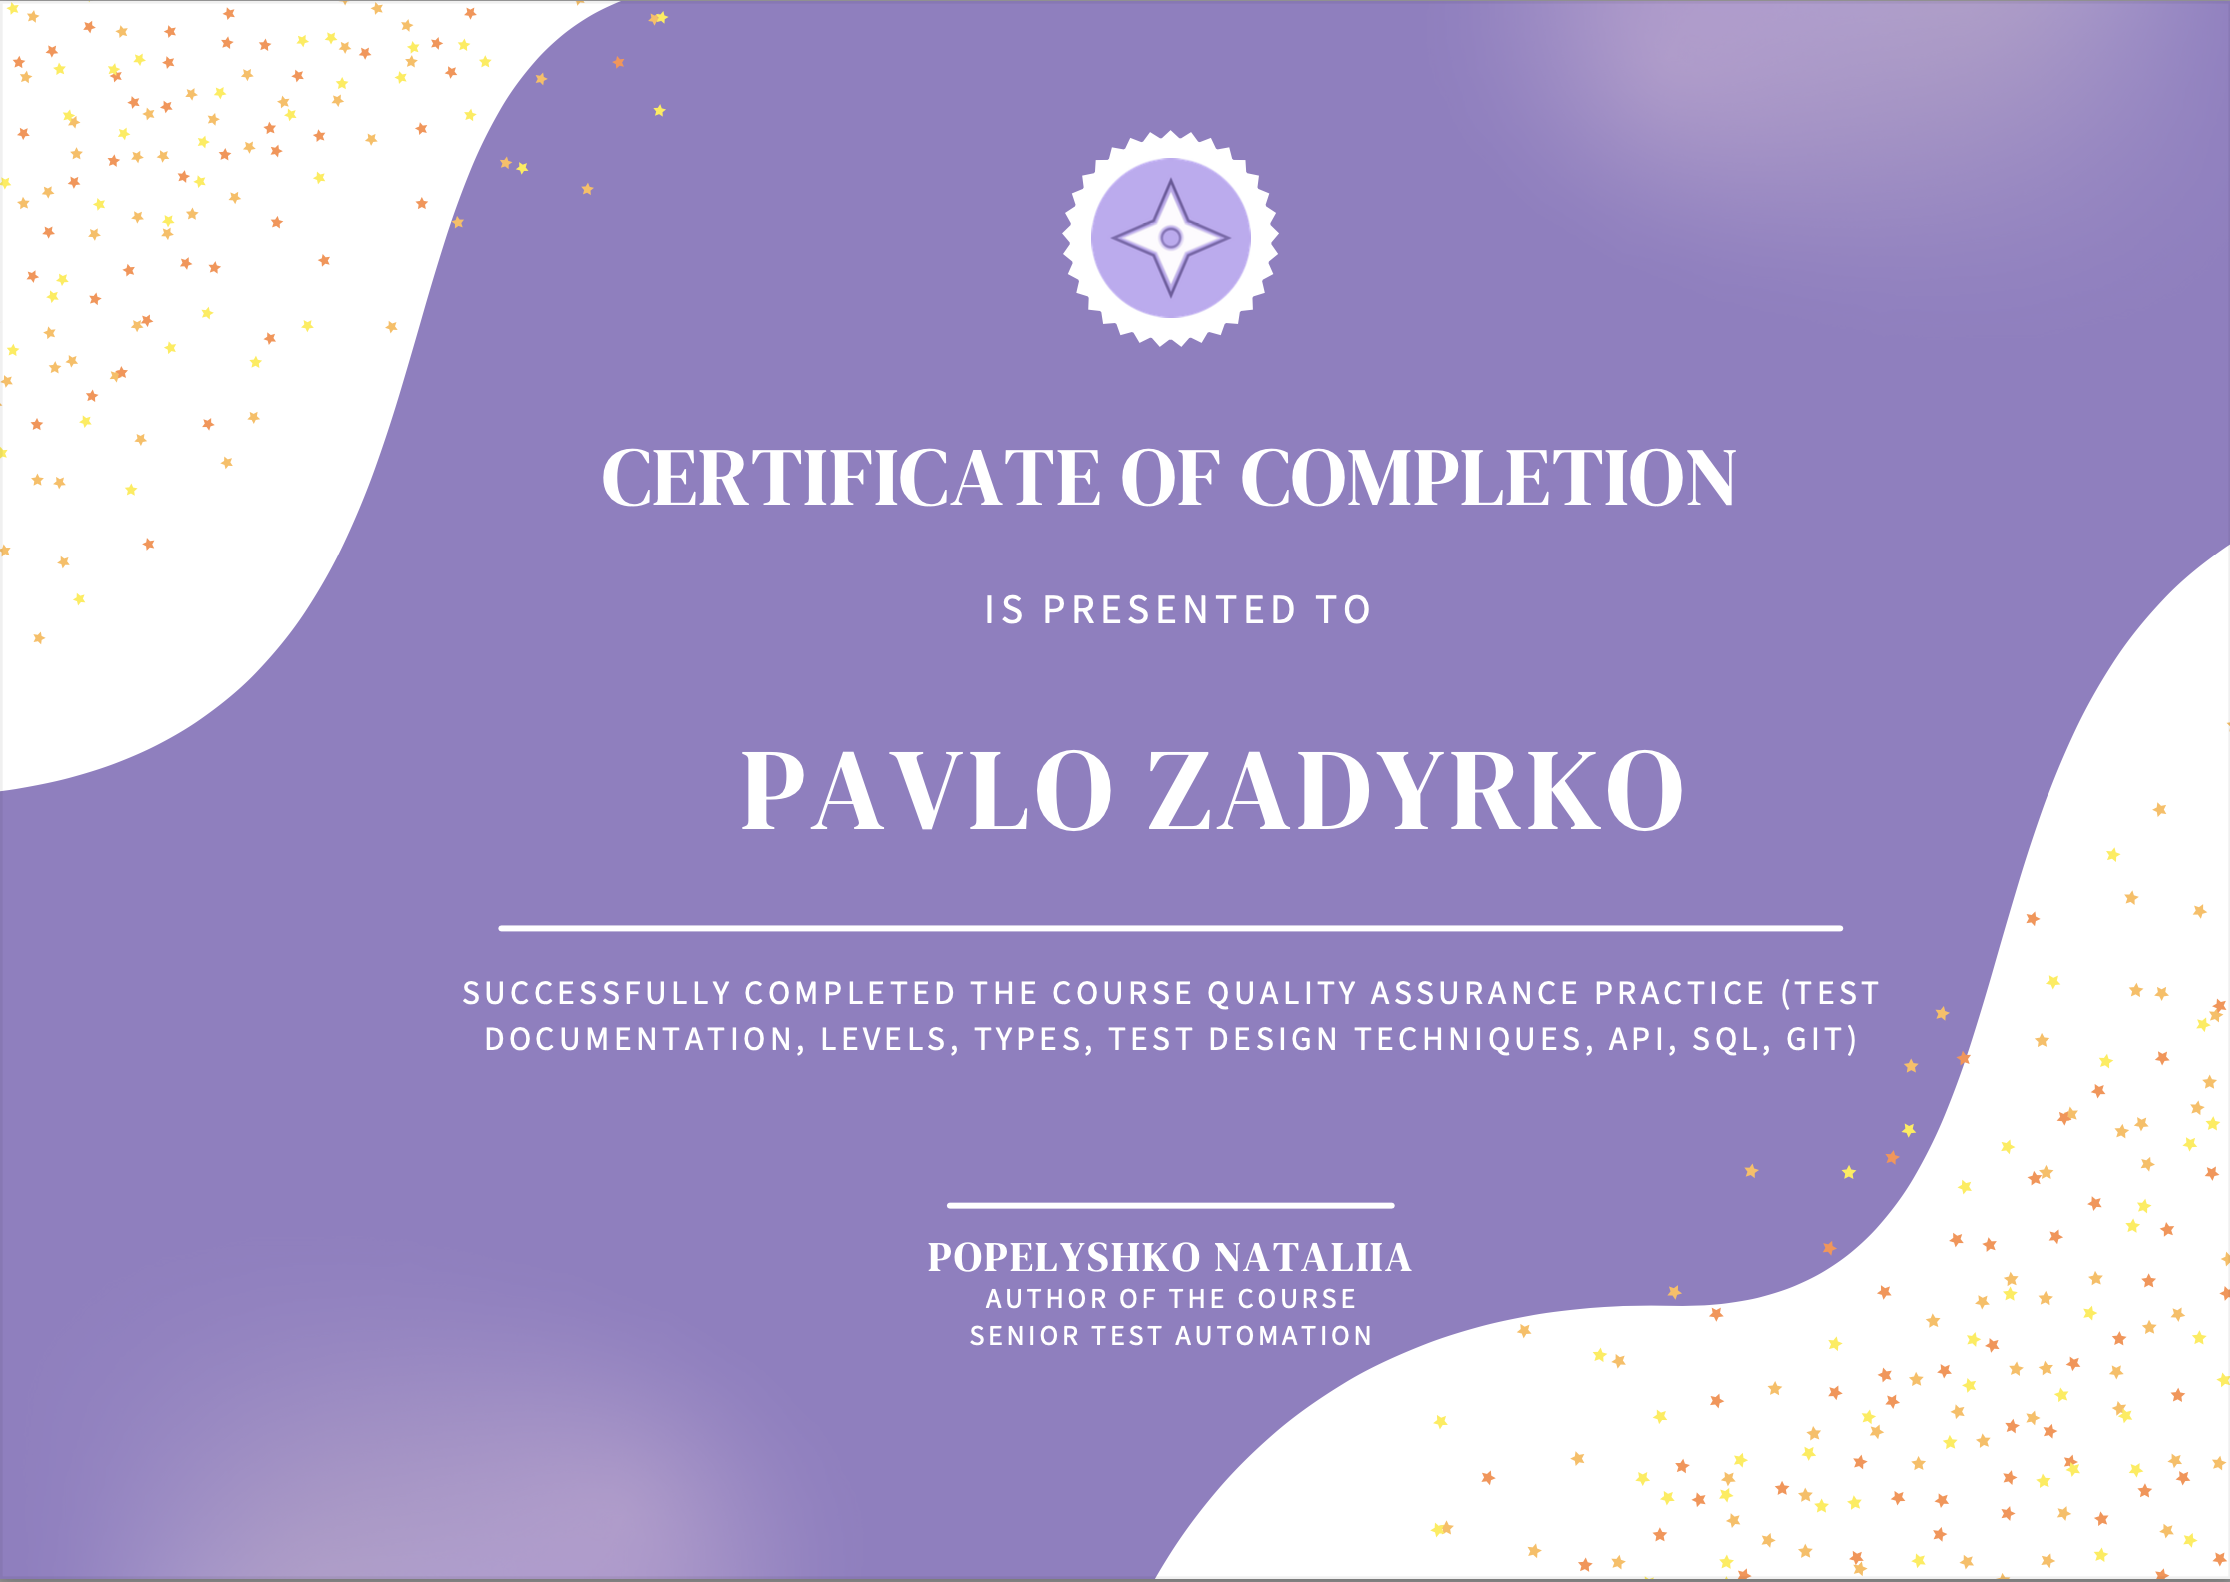 CERTIFICATE OF COMPLETION
IS PRESENTED TO
PAVLO ZADYRKO
SUCCESSFULLY COMPLETED THE COURSE QUALITY ASSURANCE PRACTICE (TEST
DOCUMENTATION, LEVELS, TYPES, TEST DESIGN TECHNIQUES, API, SQL, GIT)
POPELYSHKO NATALIIA
AUTHOR OF THE COURSE
SENIOR TEST AUTOMATION